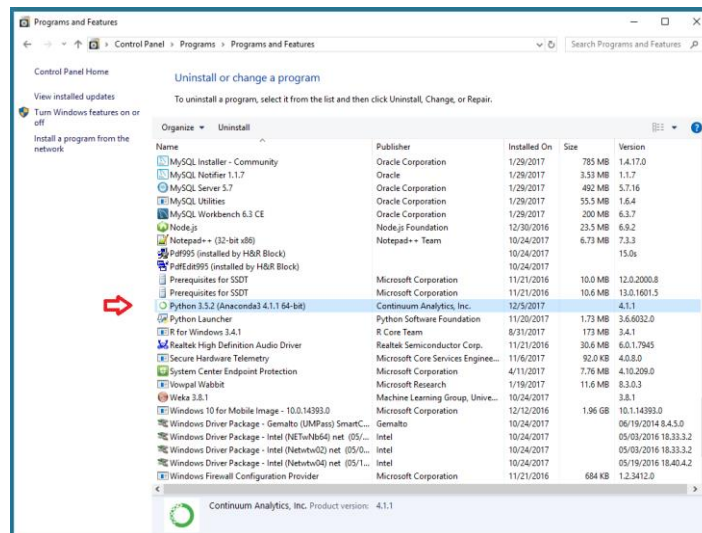 Programs and Features
Control Panel > Programs > Programs and Features
Search Programs and Features
Control Panel Home
View installed updates
Turn Windows features on or off
Install a program from the network
Uninstall or change a program
To uninstall a program, select it from the list and then click Uninstall, Change, or Repair.
Organize Uninstall
Name Publisher Installed On Size Version
MySQL Installer - Community Oracle Corporation 1/29/2017 785 MB 1.4.17.0
MySQL Notifier 1.1.7 Oracle 1/29/2017 3.53 MB 1.1.7
MySQL Server 5.7 Oracle Corporation 1/29/2017 492 MB 5.7.16
MySQL Utilities Oracle Corporation 1/29/2017 55.5 MB 1.6.4
MySQL Workbench 6.3 CE Oracle Corporation 1/29/2017 200 MB 6.3.7
Node.js Node.js Foundation 12/30/2016 23.5 MB 6.9.2
Notepad++ (32-bit x86) Notepad++ Team 10/24/2017 6.73 MB 7.3.3
Pdf995 (installed by H&R Block) 10/24/2017 15.0s
PdfEdit995 (installed by H&R Block) 10/24/2017
Prerequisites for SSDT Microsoft Corporation 11/21/2016 10.0 MB 12.0.2000.8
Prerequisites for SSDT Microsoft Corporation 11/21/2016 10.6 MB 13.0.1601.5
Python 3.5.2 (Anaconda3 4.1.1 64-bit) Continuum Analytics, Inc. 12/5/2017 4.1.1
Python Launcher Python Software Foundation 11/20/2017 1.73 MB 3.6.6032.0
R for Windows 3.4.1 R Core Team 8/31/2017 173 MB 3.4.1
Realtek High Definition Audio Driver Realtek Semiconductor Corp. 11/21/2016 30.6 MB 6.0.1.7945
Secure Hardware Telemetry Microsoft Core Services Enginee... 11/6/2017 92.0 KB 4.0.8.0
System Center Endpoint Protection Microsoft Corporation 4/11/2017 7.76 MB 4.10.209.0
Vowpal Wabbit Microsoft Research 1/19/2017 11.6 MB 8.3.0.3
Weka 3.8.1 Machine Learning Group, Unive... 10/24/2017 3.8.1
Windows 10 for Mobile Image - 10.0.14393.0 Microsoft Corporation 12/12/2016 1.96 GB 10.1.14393.0
Windows Driver Package - Gemalto (UMPass) SmartC... Gemalto 10/24/2017 06/19/2014 8.4.5.0
Windows Driver Package - Intel (NETwNb64) net (05/... Intel 10/24/2017 05/03/2016 18.33.3.2
Windows Driver Package - Intel (Netwtw02) net (05/0... Intel 10/24/2017 05/03/2016 18.33.3.2
Windows Driver Package - Intel (Netwtw04) net (05/1... Intel 10/24/2017 05/19/2016 18.40.4.2
Windows Firewall Configuration Provider Microsoft Corporation 11/21/2016 684 KB 1.2.3412.0
Continuum Analytics, Inc. Product version: 4.1.1